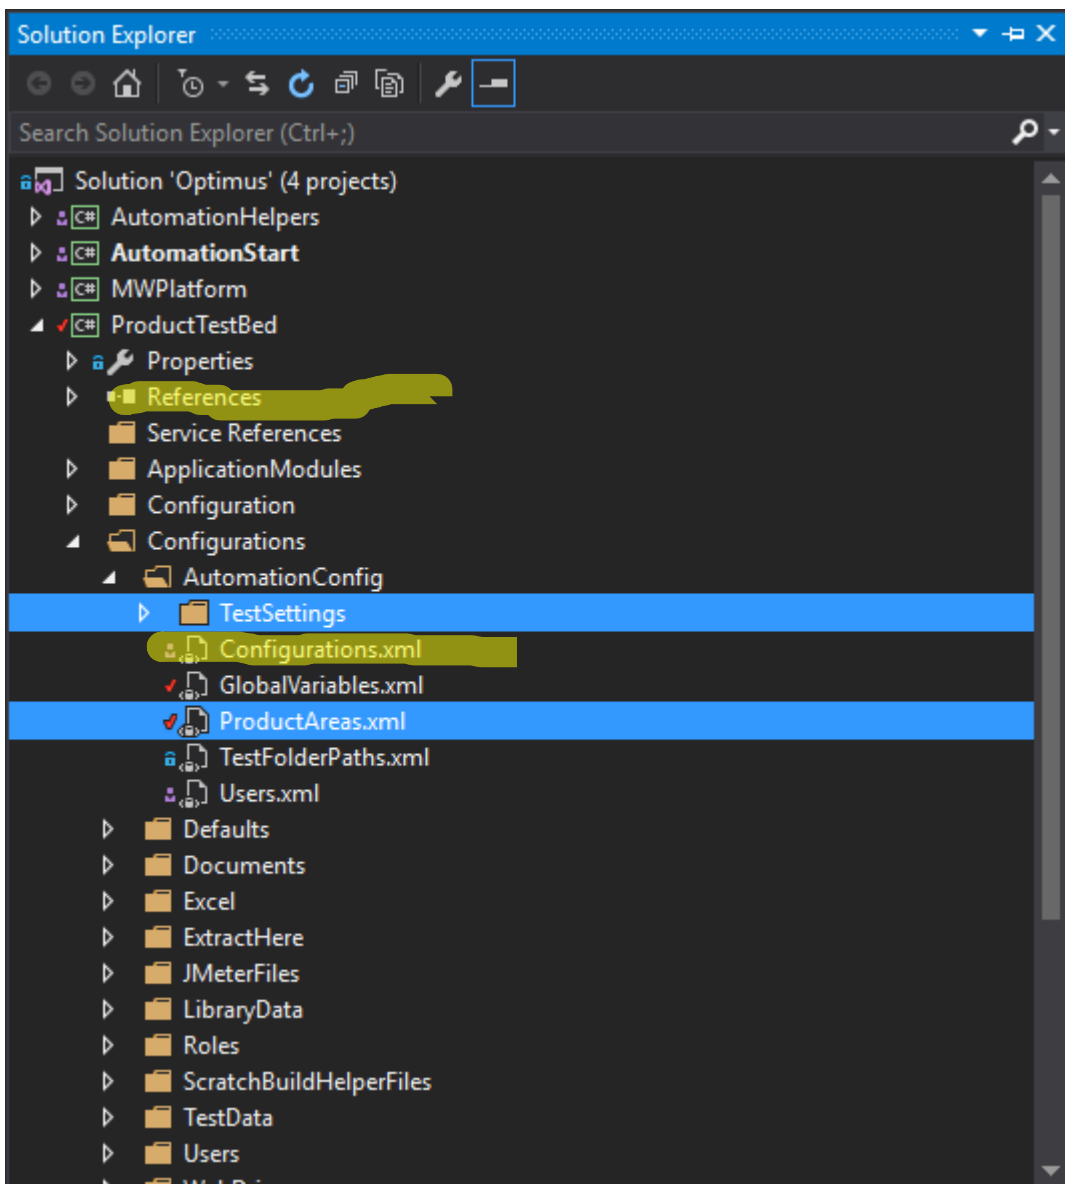 Solution Explorer
Search Solution Explorer (Ctrl+;)
Solution 'Optimus' (4 projects)
C# AutomationHelpers
C# AutomationStart
C# MWPlatform
C# ProductTestBed
Properties
References
Service References
ApplicationModules
Configuration
Configurations
AutomationConfig
TestSettings
Configurations.xml
GlobalVariables.xml
ProductAreas.xml
TestFolderPaths.xml
Users.xml
Defaults
Documents
Excel
ExtractHere
JMeterFiles
LibraryData
Roles
ScratchBuildHelperFiles
TestData
Users